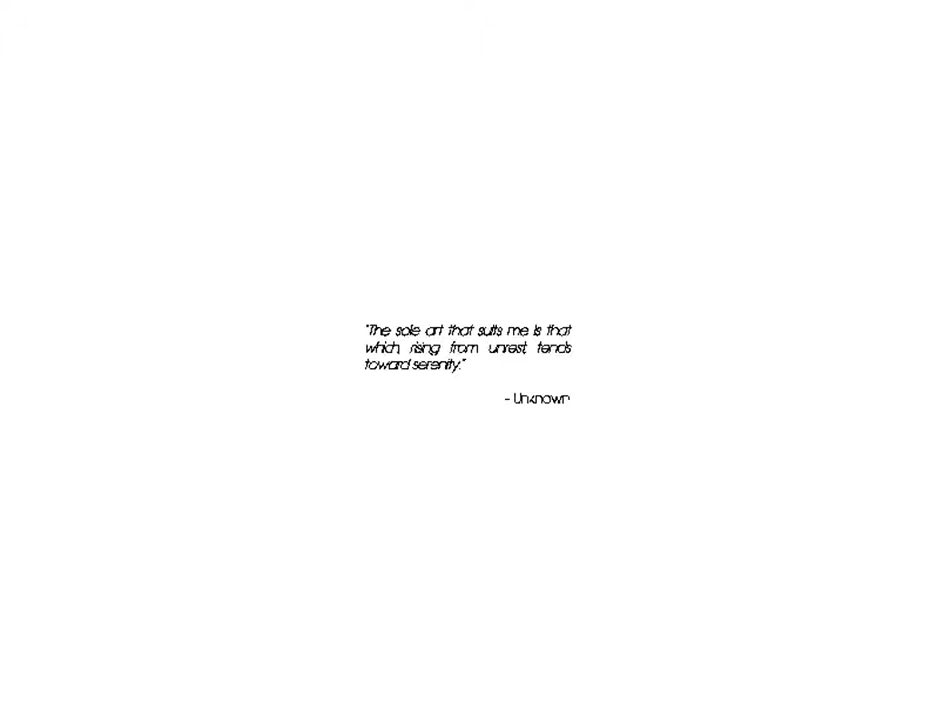 "The sole art that suits me is that
which, rising from unrest, tends
toward serenity."
- Unknown